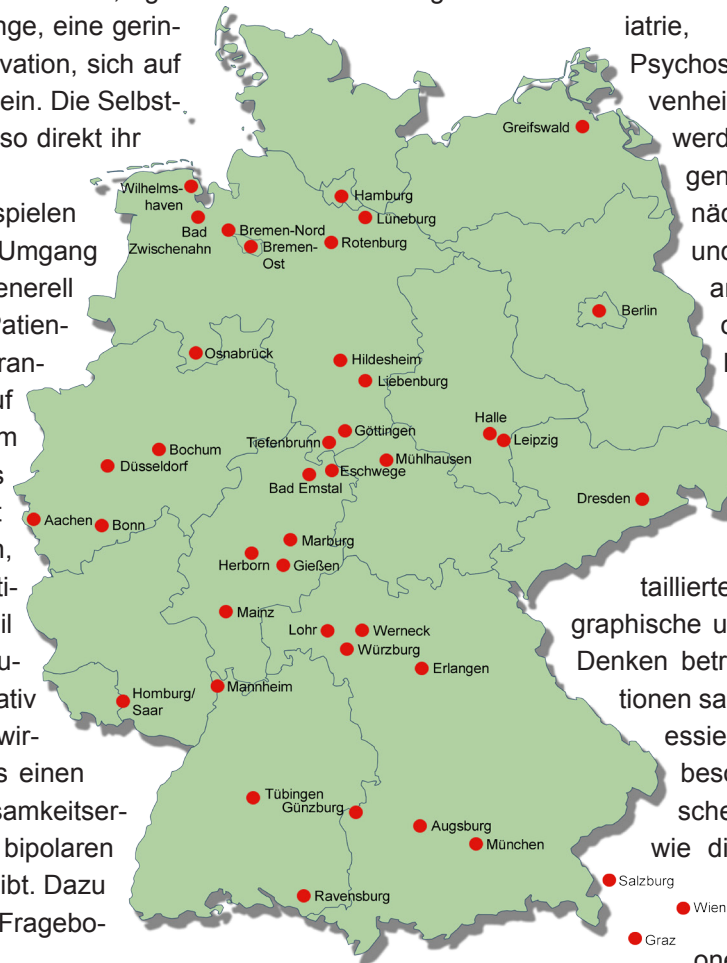 nge, eine gerin-
vation, sich auf
ein. Die Selbst-
so direkt ihr
spielen
Umgang
enerell
Patien-
ran-
uf
m
s
t
n,
ti-
il
u-
ativ
wir-
s einen
samkeitser-
bipolaren
ibt. Dazu
Fragebo-
Greifswald
Wilhelms-
haven
Hamburg
Lüneburg
Bad
Zwischenahn
Bremen-Nord
Bremen-
Ost
Rotenburg
Berlin
Osnabrück
Hildesheim
Liebenburg
Halle
Leipzig
Göttingen
Tiefenbrunn
Bochum
Düsseldorf
Mühlhausen
Eschwege
Bad Emstal
Dresden
Aachen
Bonn
Marburg
Herborn
Gießen
Mainz
Lohr
Werneck
Würzburg
Erlangen
Mannheim
Homburg/
Saar
Tübingen
Günzburg
Augsburg
München
Ravensburg
Salzburg
Wien
Graz
iatrie,
Psychos
venhei
werd
gen
näc
und
taillierte
graphische u
Denken betr
tionen sa
essie
besc
sche
wie di